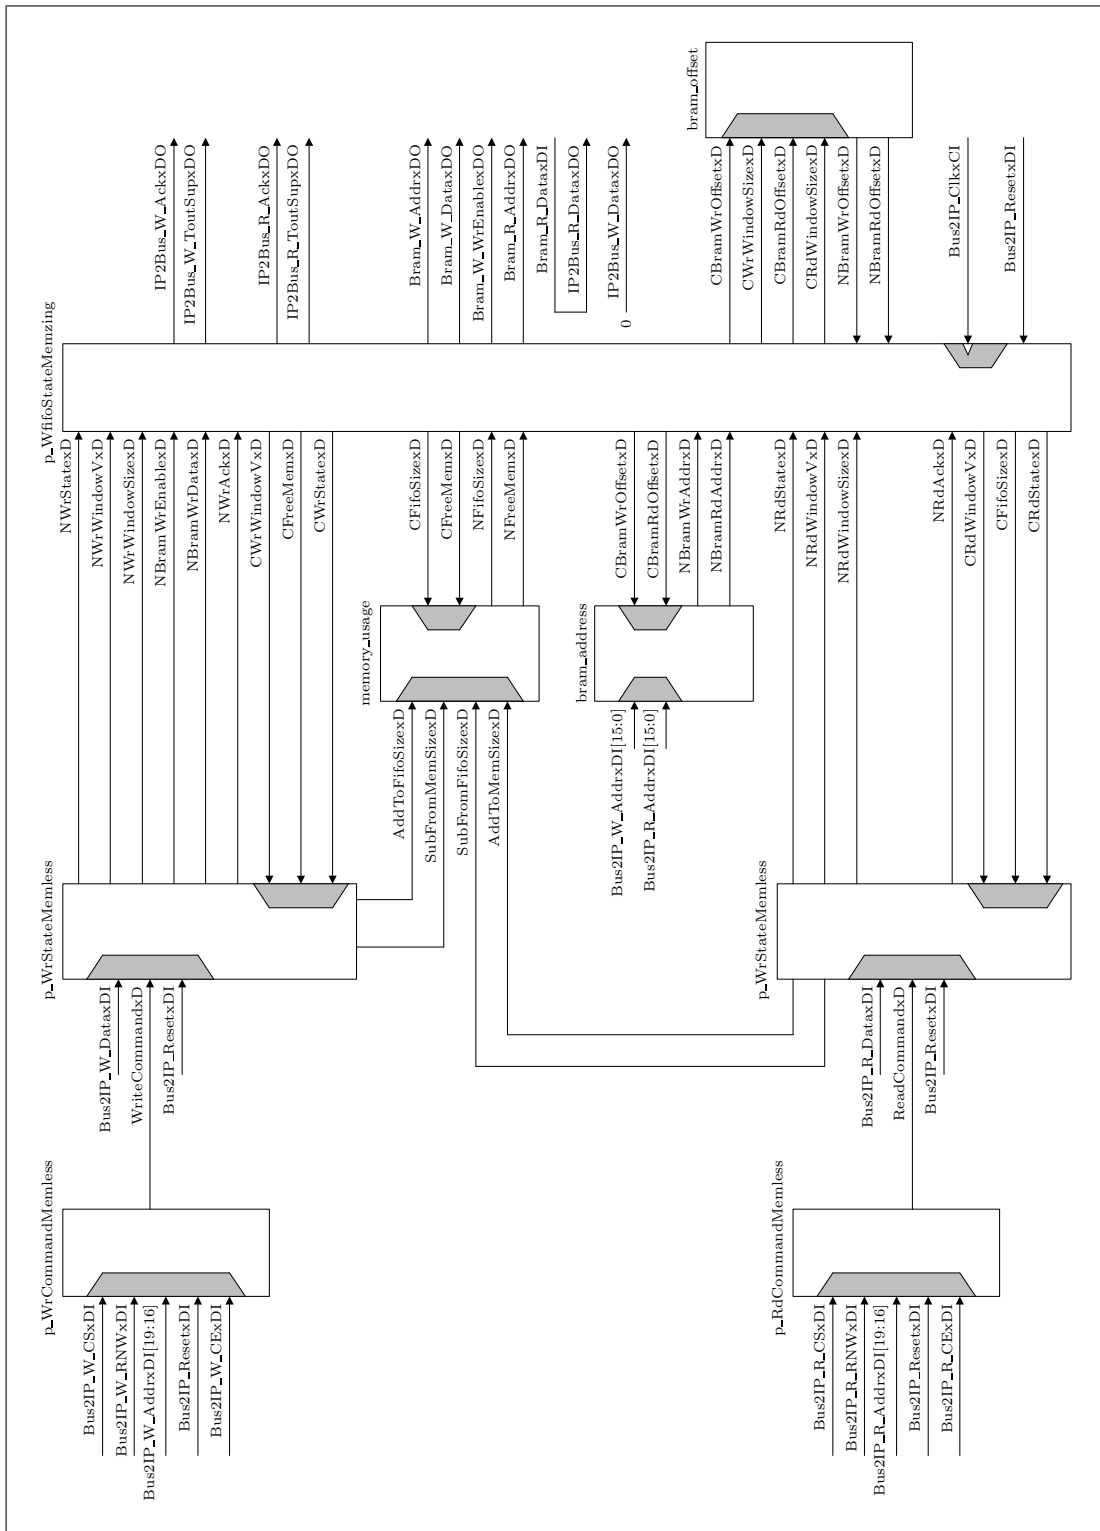 p_WrCommandMemless
Bus2IP_W_CSxDI
Bus2IP_W_RNWxDI
Bus2IP_W_AddrxDI[19:16]
Bus2IP_ResetxDI
Bus2IP_W_CExDI
p_RdCommandMemless
Bus2IP_R_CSxDI
Bus2IP_R_RNWxDI
Bus2IP_R_AddrxDI[19:16]
Bus2IP_ResetxDI
Bus2IP_R_CExDI
p_WrStateMemless
Bus2IP_W_DataxDI
WriteCommandxD
Bus2IP_ResetxDI
p_WrStateMemless
Bus2IP_R_DataxDI
ReadCommandxD
Bus2IP_ResetxDI
memory_usage
AddToFifoSizexD
SubFromMemSizexD
SubFromFifoSizexD
AddToMemSizexD
bram_address
Bus2IP_W_AddrxDI[15:0]
Bus2IP_R_AddrxDI[15:0]
p_WfifoStateMemzing
NWrStatexD
NWrWindowVxD
NWrWindowSizexD
NBramWrEnablexD
NBramWrDataxD
NWrAckxD
CWrWindowVxD
CFreeMemxD
CWrStatexD
CFifoSizexD
CFreeMemxD
NFifoSizexD
NFreeMemxD
CBramWrOffsetxD
CBramRdOffsetxD
NBramWrAddrxD
NBramRdAddrxD
NRdStatexD
NRdWindowVxD
NRdWindowSizexD
NRdAckxD
CRdWindowVxD
CFifoSizexD
CRdStatexD
IP2Bus_W_AckxDO
IP2Bus_W_ToutSupxDO
IP2Bus_R_AckxDO
IP2Bus_R_ToutSupxDO
Bram_W_AddrxDO
Bram_W_DataxDO
Bram_W_WrEnablexDO
Bram_R_AddrxDO
Bram_R_DataxDI
IP2Bus_R_DataxDO
IP2Bus_W_DataxDO
0
bram_offset
CBramWrOffsetxD
CWrWindowSizexD
CBramRdOffsetxD
CRdWindowSizexD
NBramWrOffsetxD
NBramRdOffsetxD
Bus2IP_ClkxCI
Bus2IP_ResetxDI